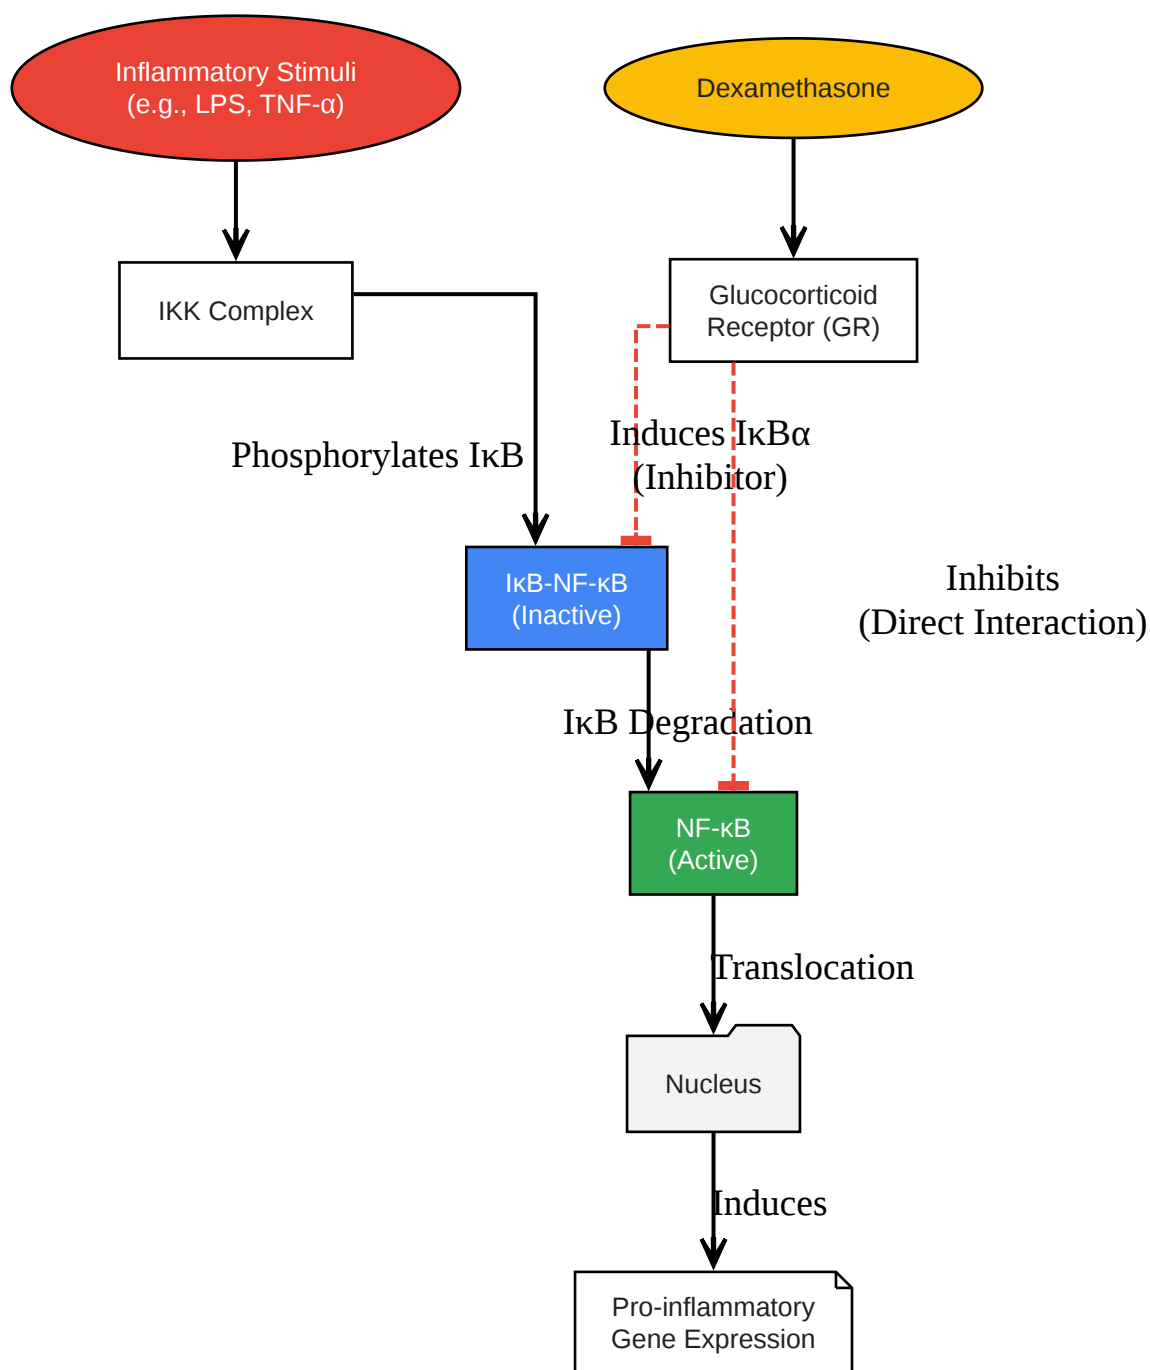 Inflammatory Stimuli
(e.g., LPS, TNF-α)
Dexamethasone
IKK Complex
Glucocorticoid
Receptor (GR)
Phosphorylates IκB
Induces IκBα
(Inhibitor)
IκB-NF-κB
(Inactive)
Inhibits
(Direct Interaction)
IκB Degradation
NF-κB
(Active)
Translocation
Nucleus
Induces
Pro-inflammatory
Gene Expression